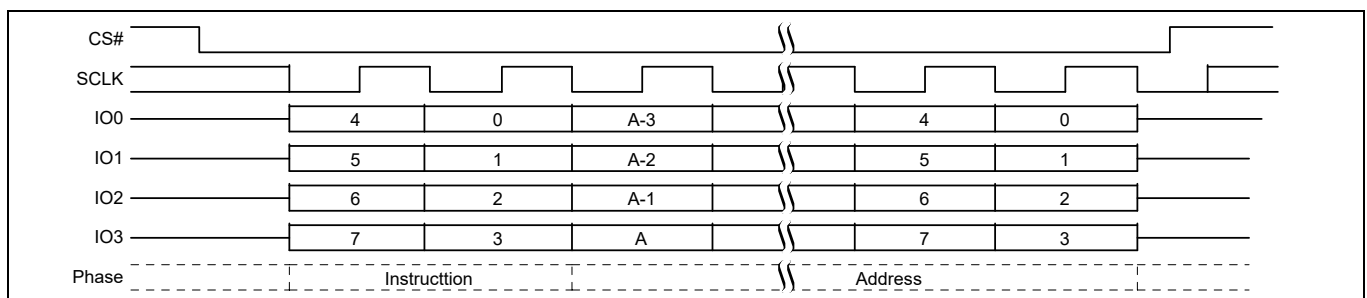 CS#
SCLK
IO0 4 0 A-3 4 0
IO1 5 1 A-2 5 1
IO2 6 2 A-1 6 2
IO3 7 3 A 7 3
Phase Instructtion Address